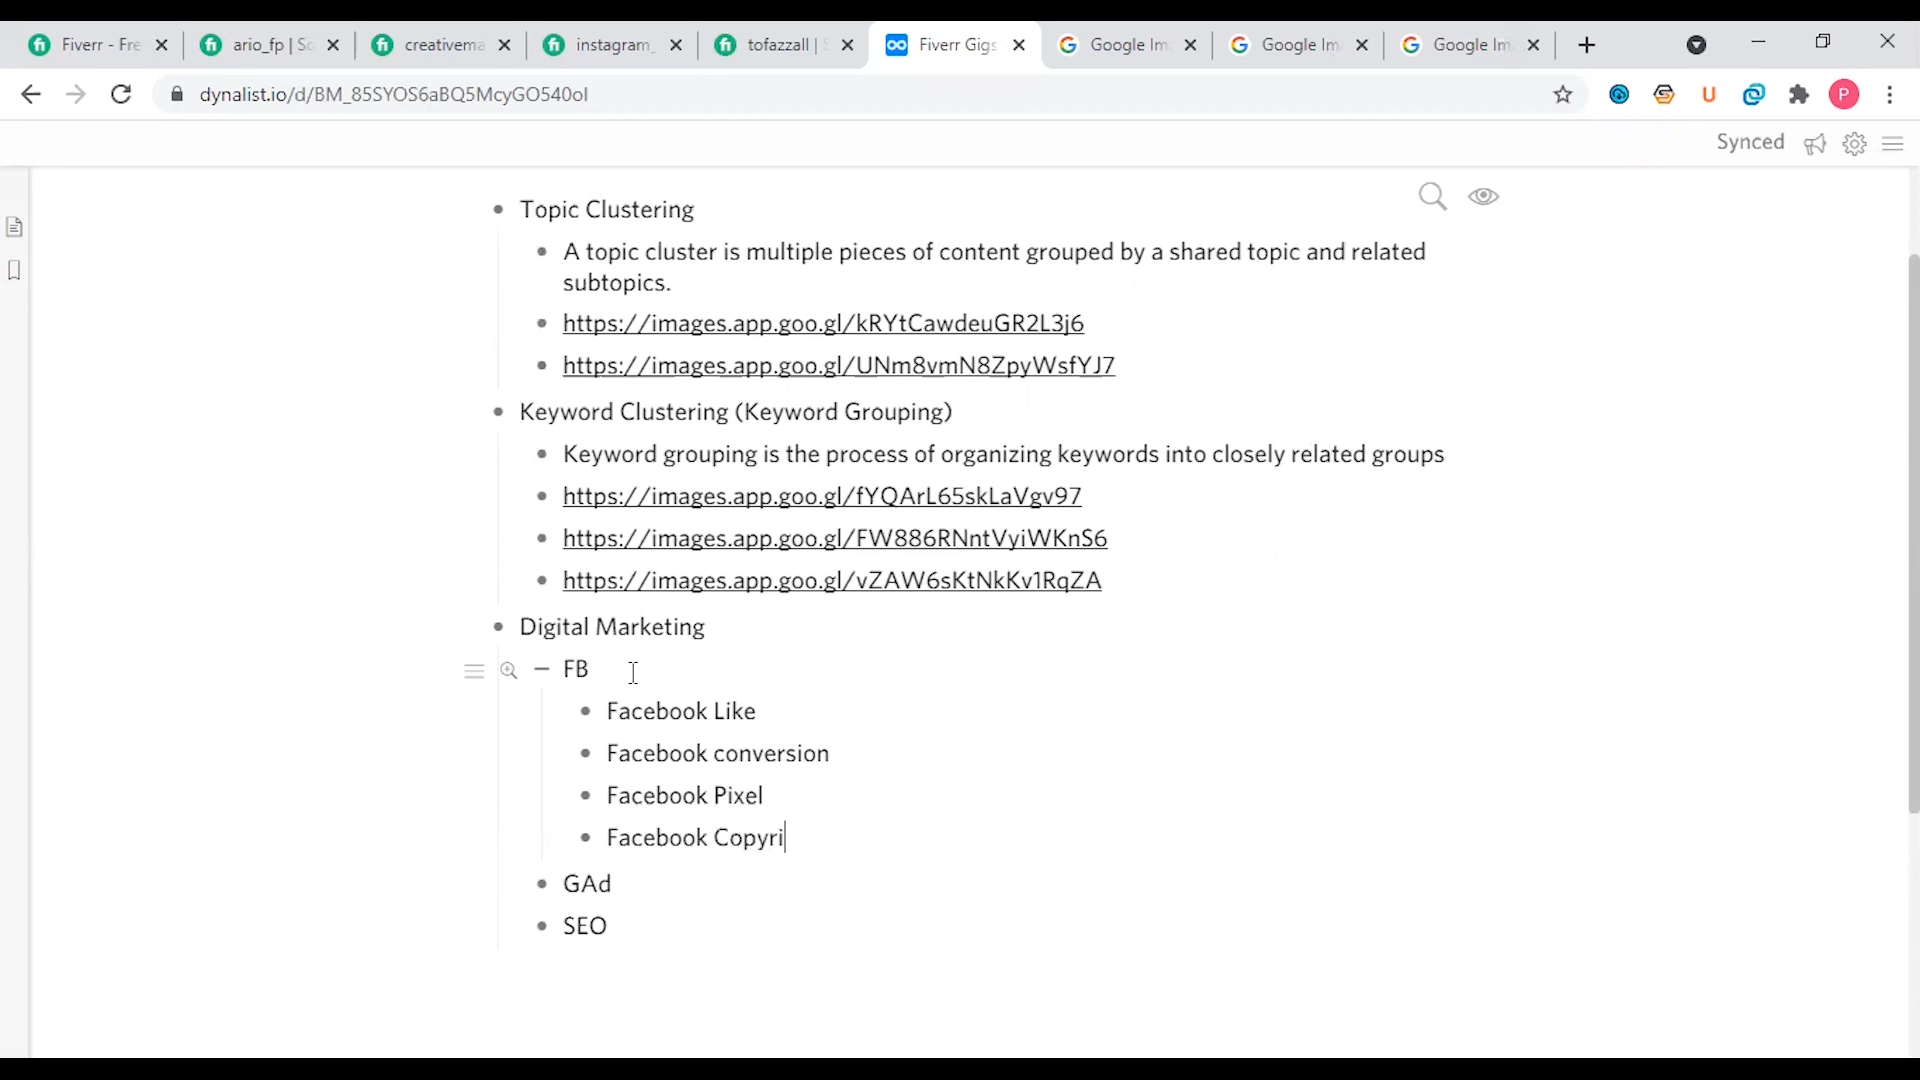 Fiverr - Fre
ario_fp | So
creativema
instagram_
tofazzall | S
Fiverr Gigs
Google Im
Google Im
Google Im
dynalist.io/d/BM_85SYOS6aBQ5McyGO540ol
U
P
Synced
Topic Clustering
A topic cluster is multiple pieces of content grouped by a shared topic and related
subtopics.
https://images.app.goo.gl/kRYtCawdeuGR2L3j6
https://images.app.goo.gl/UNm8vmN8ZpyWsfYJ7
Keyword Clustering (Keyword Grouping)
Keyword grouping is the process of organizing keywords into closely related groups
https://images.app.goo.gl/fYQArL65skLaVgv97
https://images.app.goo.gl/FW886RNntVyiWKnS6
https://images.app.goo.gl/vZAW6sKtNkKv1RqZA
Digital Marketing
FB
Facebook Like
Facebook conversion
Facebook Pixel
Facebook Copyri
GAd
SEO